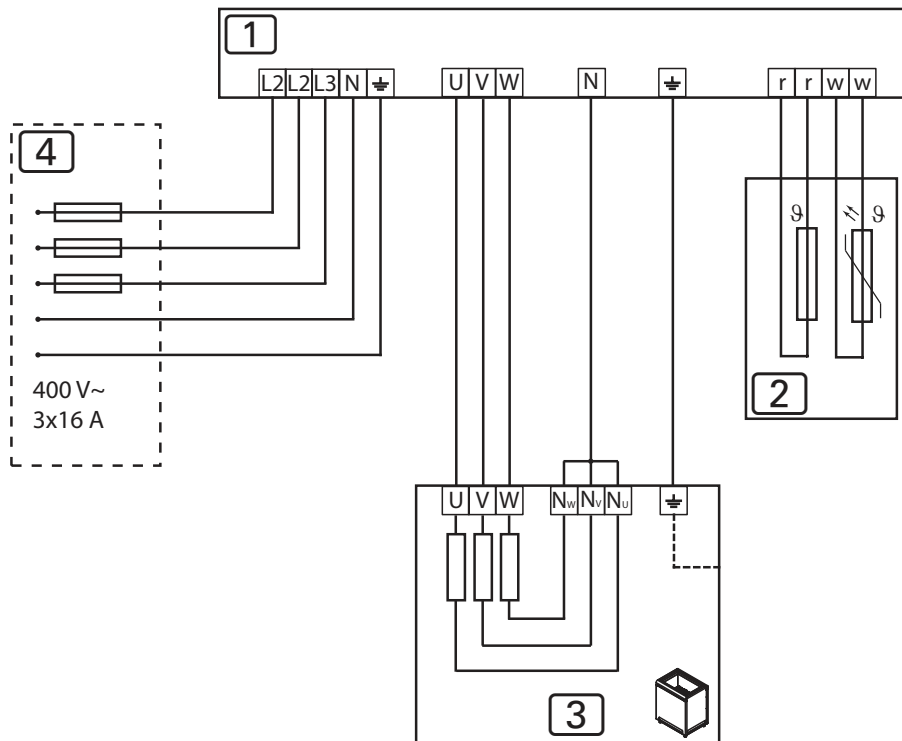 1
L2 L2 L3 N ⏚ U V W N ⏚ r r w w
4
ϑ ϑ
400 V~
3x16 A
2
U V W NW NV NU ⏚
3